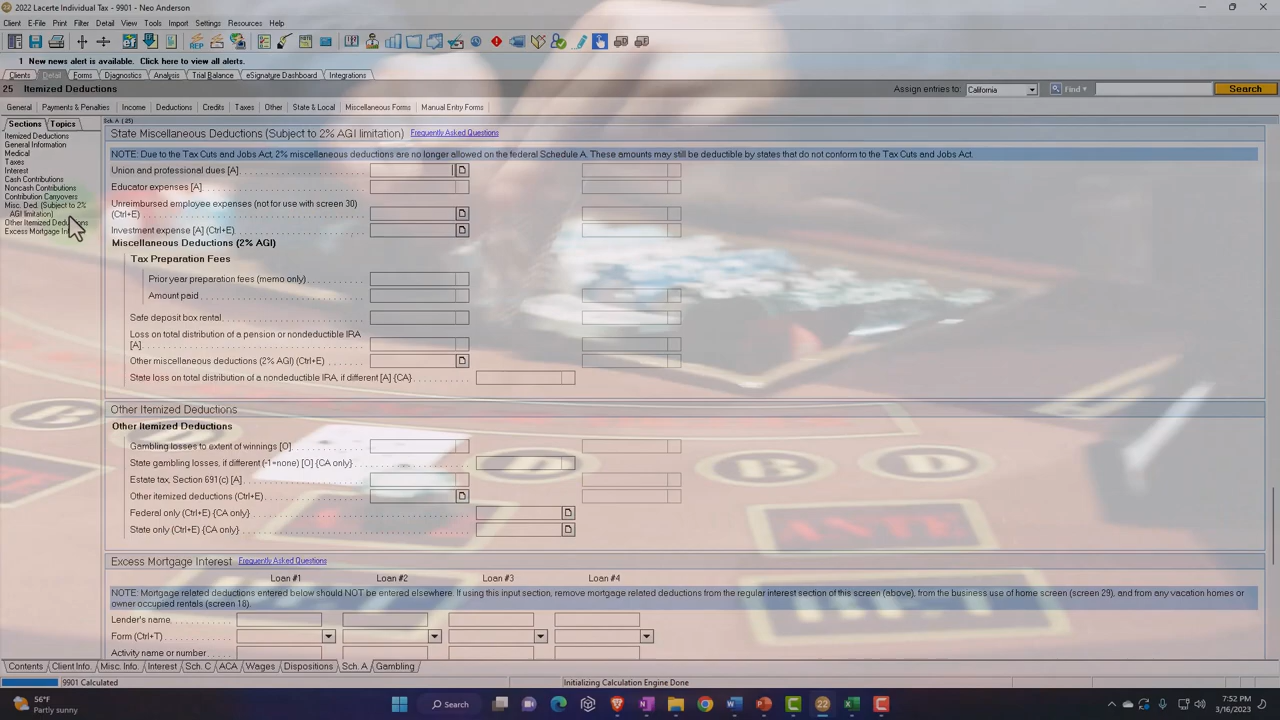 2022 Lacerte Individual Tax - 9901 - Neo Anderson
Client E-File Print Filter Detail View Tools Import Settings Resources Help
1 New news alert is available. Click here to view all alerts.
Clients Detail Forms Diagnostics Analysis Trial Balance eSignature Dashboard Integrations
25 Itemized Deductions Assign entries to: California Find Search
General Payments & Penalties Income Deductions Credits Taxes Other State & Local Miscellaneous Forms Manual Entry Forms
Sections Topics
Itemized Deductions
General Information
Medical
Taxes
Interest
Cash Contributions
Noncash Contributions
Contribution Carryovers
Misc. Ded. (Subject to 2%
AGI limitation)
Other Itemized Deductions
Excess Mortgage
Sch. A (25)
State Miscellaneous Deductions (Subject to 2% AGI limitation) Frequently Asked Questions
NOTE: Due to the Tax Cuts and Jobs Act, 2% miscellaneous deductions are no longer allowed on the federal Schedule A. These amounts may still be deductible by states that do not conform to the Tax Cuts and Jobs Act.
Union and professional dues [A]
Educator expenses [A]
Unreimbursed employee expenses (not for use with screen 30)
(Ctrl+E)
Investment expense [A] (Ctrl+E)
Miscellaneous Deductions (2% AGI)
Tax Preparation Fees
Prior year preparation fees (memo only)
Amount paid
Safe deposit box rental
Loss on total distribution of a pension or nondeductible IRA
[A]
Other miscellaneous deductions (2% AGI) (Ctrl+E)
State loss on total distribution of a nondeductible IRA, if different [A] {CA}
Other Itemized Deductions
Other Itemized Deductions
Gambling losses to extent of winnings [O]
State gambling losses, if different (-1=none) [O] {CA only}
Estate tax, Section 691(c) [A]
Other itemized deductions (Ctrl+E)
Federal only (Ctrl+E) {CA only}
State only (Ctrl+E) {CA only}
Excess Mortgage Interest Frequently Asked Questions
Loan #1 Loan #2 Loan #3 Loan #4
NOTE: Mortgage related deductions entered below should NOT be entered elsewhere. If using this input section, remove mortgage related deductions from the regular interest section of this screen (above), from the business use of home screen (screen 29), and from any vacation homes or
owner occupied rentals (screen 18).
Lender's name
Form (Ctrl+T)
Activity name or number
Contents Client Info. Misc. Info. Interest Sch. C ACA Wages Dispositions Sch. A Gambling
9901 Calculated Initializing Calculation Engine Done
56°F
Partly sunny
Search
7:52 PM
3/16/2023